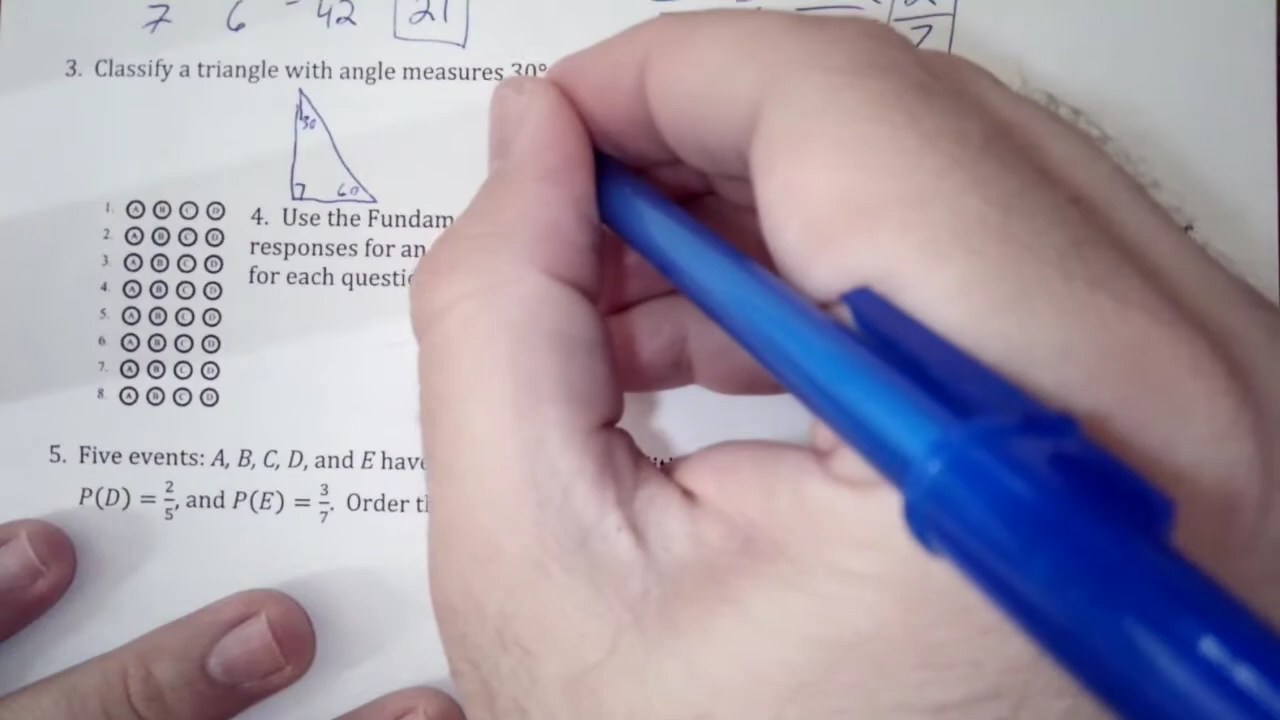 7 6 42 21
7
3. Classify a triangle with angle measures 30°
30
60
1. A B C D
2. A B C D
3. A B C D
4. A B C D
5. A B C D
6. A B C D
7. A B C D
8. A B C D
4. Use the Fundam
responses for an
for each questi
5. Five events: A, B, C, D, and E have
P(D) = 2/5, and P(E) = 3/7. Order t